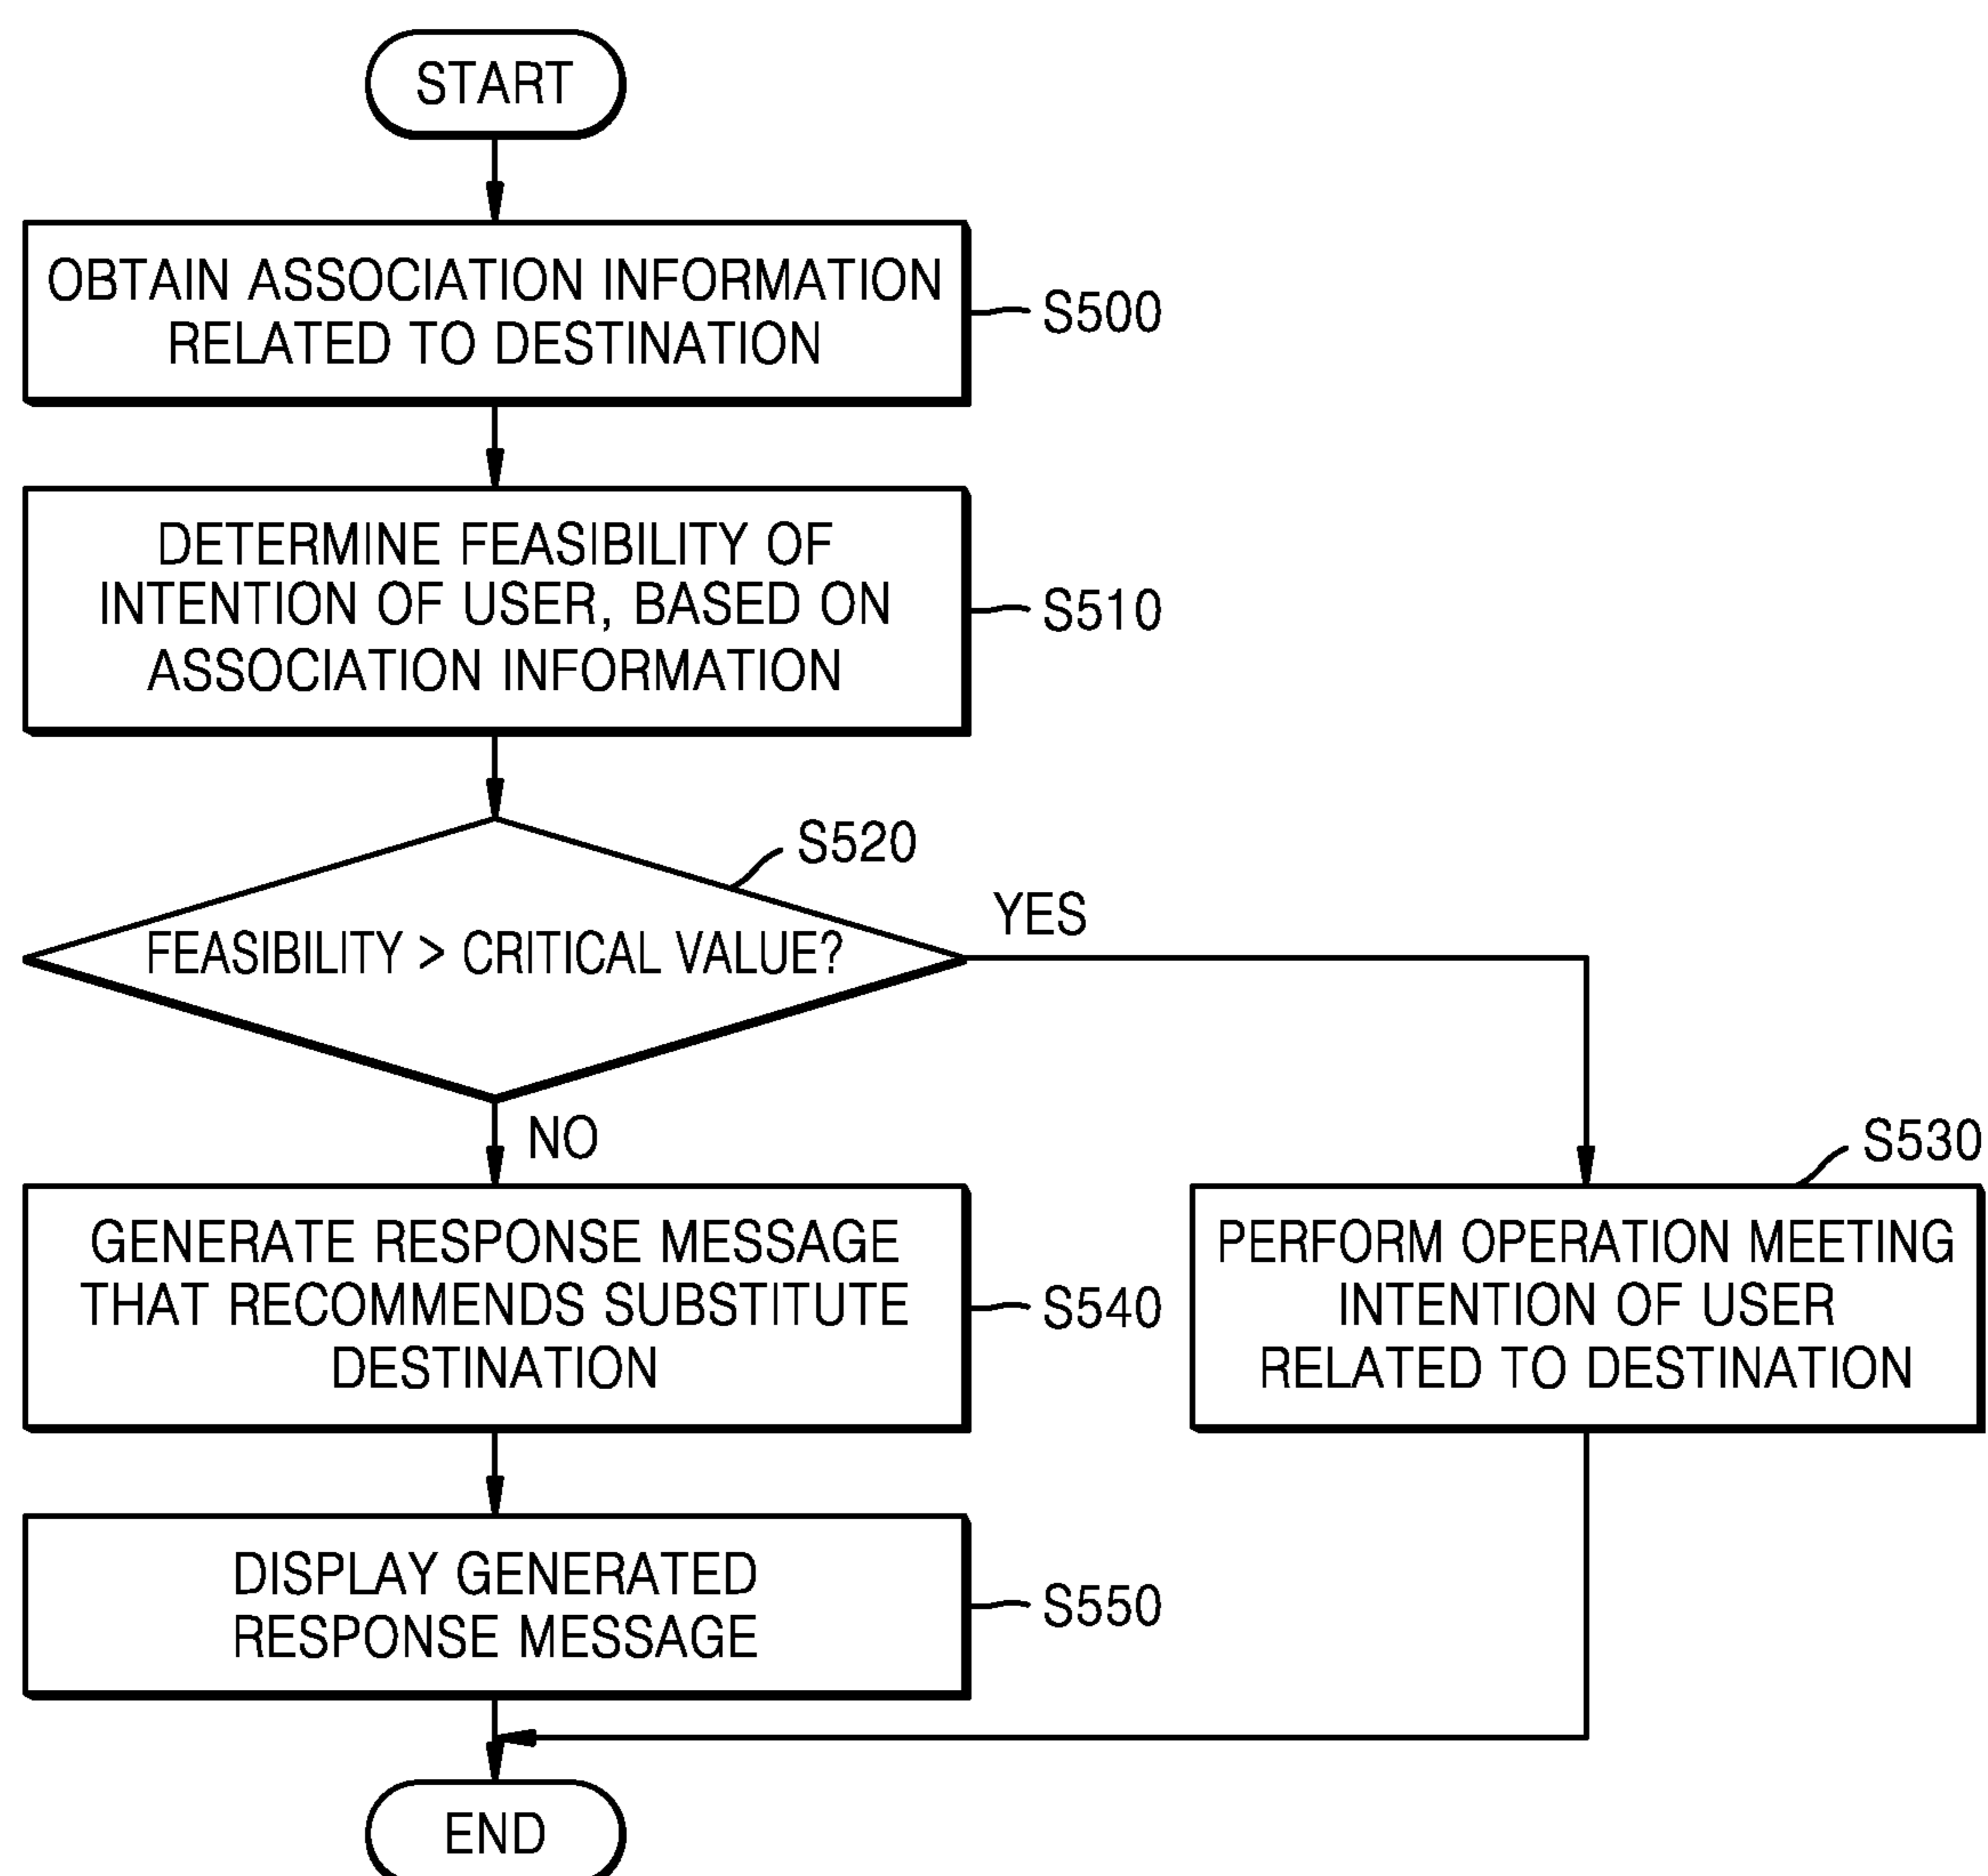 START
OBTAIN ASSOCIATION INFORMATION
RELATED TO DESTINATION
S500
DETERMINE FEASIBILITY OF
INTENTION OF USER, BASED ON
ASSOCIATION INFORMATION
S510
S520
FEASIBILITY > CRITICAL VALUE?
YES
NO
S530
PERFORM OPERATION MEETING
INTENTION OF USER
RELATED TO DESTINATION
GENERATE RESPONSE MESSAGE
THAT RECOMMENDS SUBSTITUTE
DESTINATION
S540
DISPLAY GENERATED
RESPONSE MESSAGE
S550
END